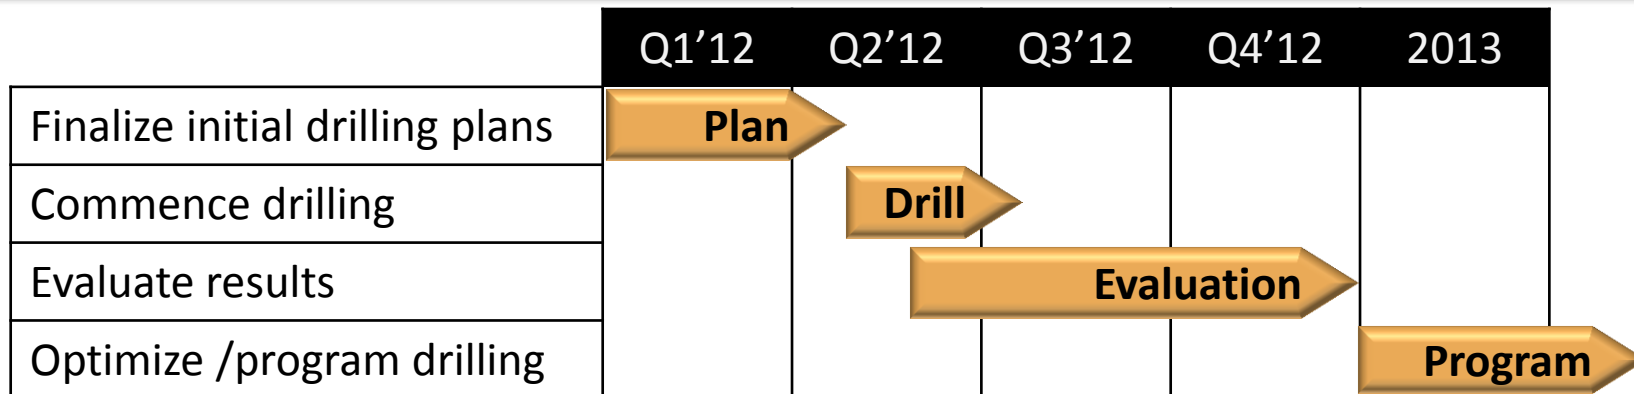 Q1’12 Q2’12 Q3’12 Q4’12 2013
Finalize initial drilling plans Plan
Commence drilling Drill
Evaluate results Evaluation
Optimize /program drilling Program